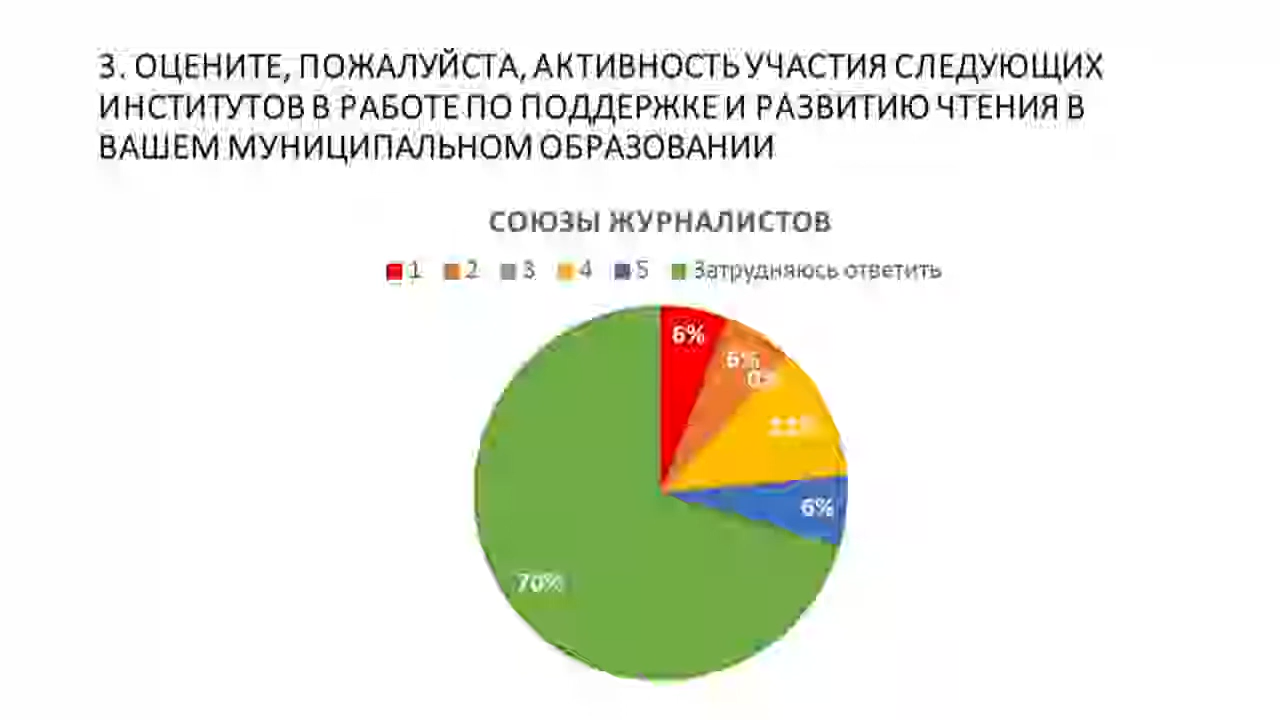 3. ОЦЕНИТЕ, ПОЖАЛУЙСТА, АКТИВНОСТЬ УЧАСТИЯ СЛЕДУЮЩИХ
ИНСТИТУТОВ В РАБОТЕ ПО ПОДДЕРЖКЕ И РАЗВИТИЮ ЧТЕНИЯ В
ВАШЕМ МУНИЦИПАЛЬНОМ ОБРАЗОВАНИИ
СОЮЗЫ ЖУРНАЛИСТОВ
1 2 3 4 5 Затрудняюсь ответить
6%
6%
6%
70%